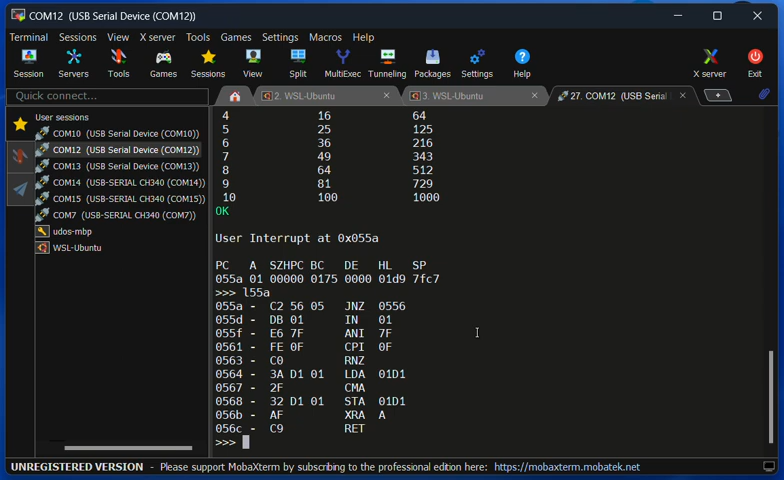 COM12 (USB Serial Device (COM12))
Terminal Sessions View X server Tools Games Settings Macros Help
Session Servers Tools Games Sessions View Split MultiExec Tunneling Packages Settings Help X server Exit
Quick connect...
2. WSL-Ubuntu
3. WSL-Ubuntu
27. COM12 (USB Serial
User sessions
COM10 (USB Serial Device (COM10))
COM12 (USB Serial Device (COM12))
COM13 (USB Serial Device (COM13))
COM14 (USB-SERIAL CH340 (COM14))
COM15 (USB-SERIAL CH340 (COM15))
COM7 (USB-SERIAL CH340 (COM7))
udos-mbp
WSL-Ubuntu
4 16 64
5 25 125
6 36 216
7 49 343
8 64 512
9 81 729
10 100 1000
OK
User Interrupt at 0x055a
PC A SZHPC BC DE HL SP
055a 01 00000 0175 0000 01d9 7fc7
>>> l55a
055a - C2 56 05 JNZ 0556
055d - DB 01 IN 01
055f - E6 7F ANI 7F
0561 - FE 0F CPI 0F
0563 - C0 RNZ
0564 - 3A D1 01 LDA 01D1
0567 - 2F CMA
0568 - 32 D1 01 STA 01D1
056b - AF XRA A
056c - C9 RET
>>>
UNREGISTERED VERSION - Please support MobaXterm by subscribing to the professional edition here: https://mobaxterm.mobatek.net